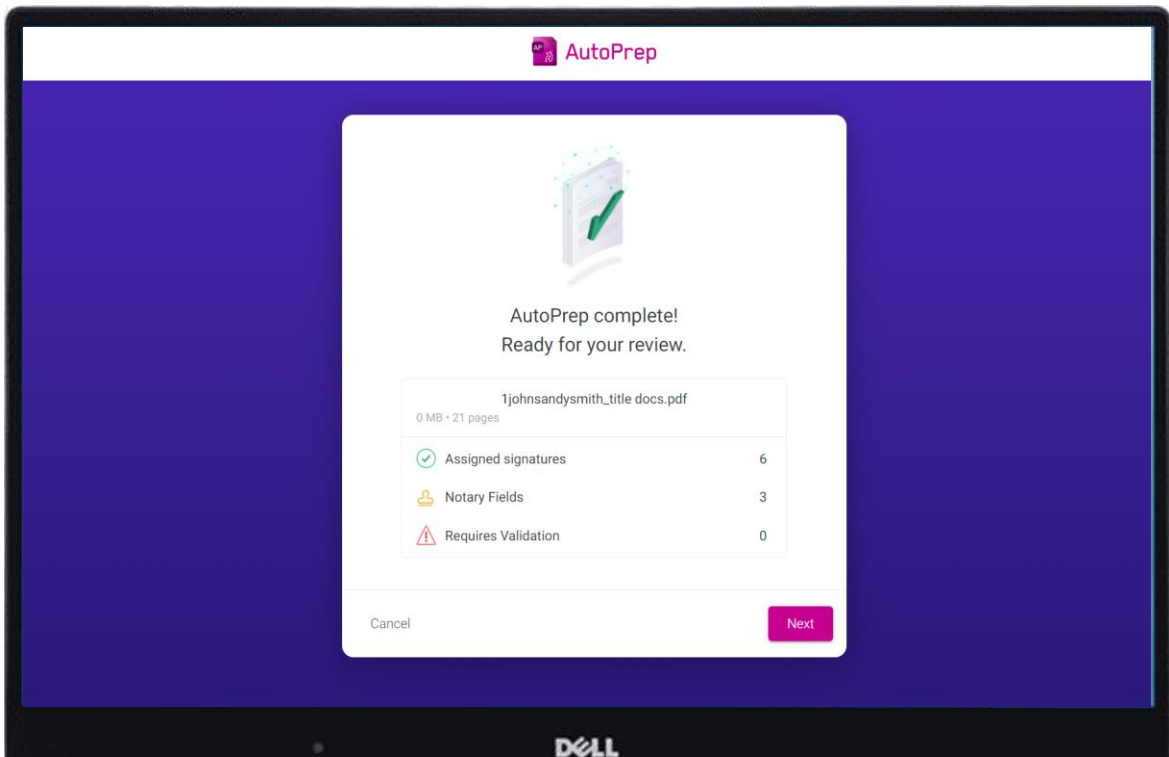 AP
AutoPrep
AutoPrep complete!
Ready for your review.
1johnsandysmith_title docs.pdf
0 MB • 21 pages
Assigned signatures 6
Notary Fields 3
Requires Validation 0
Cancel Next
DELL